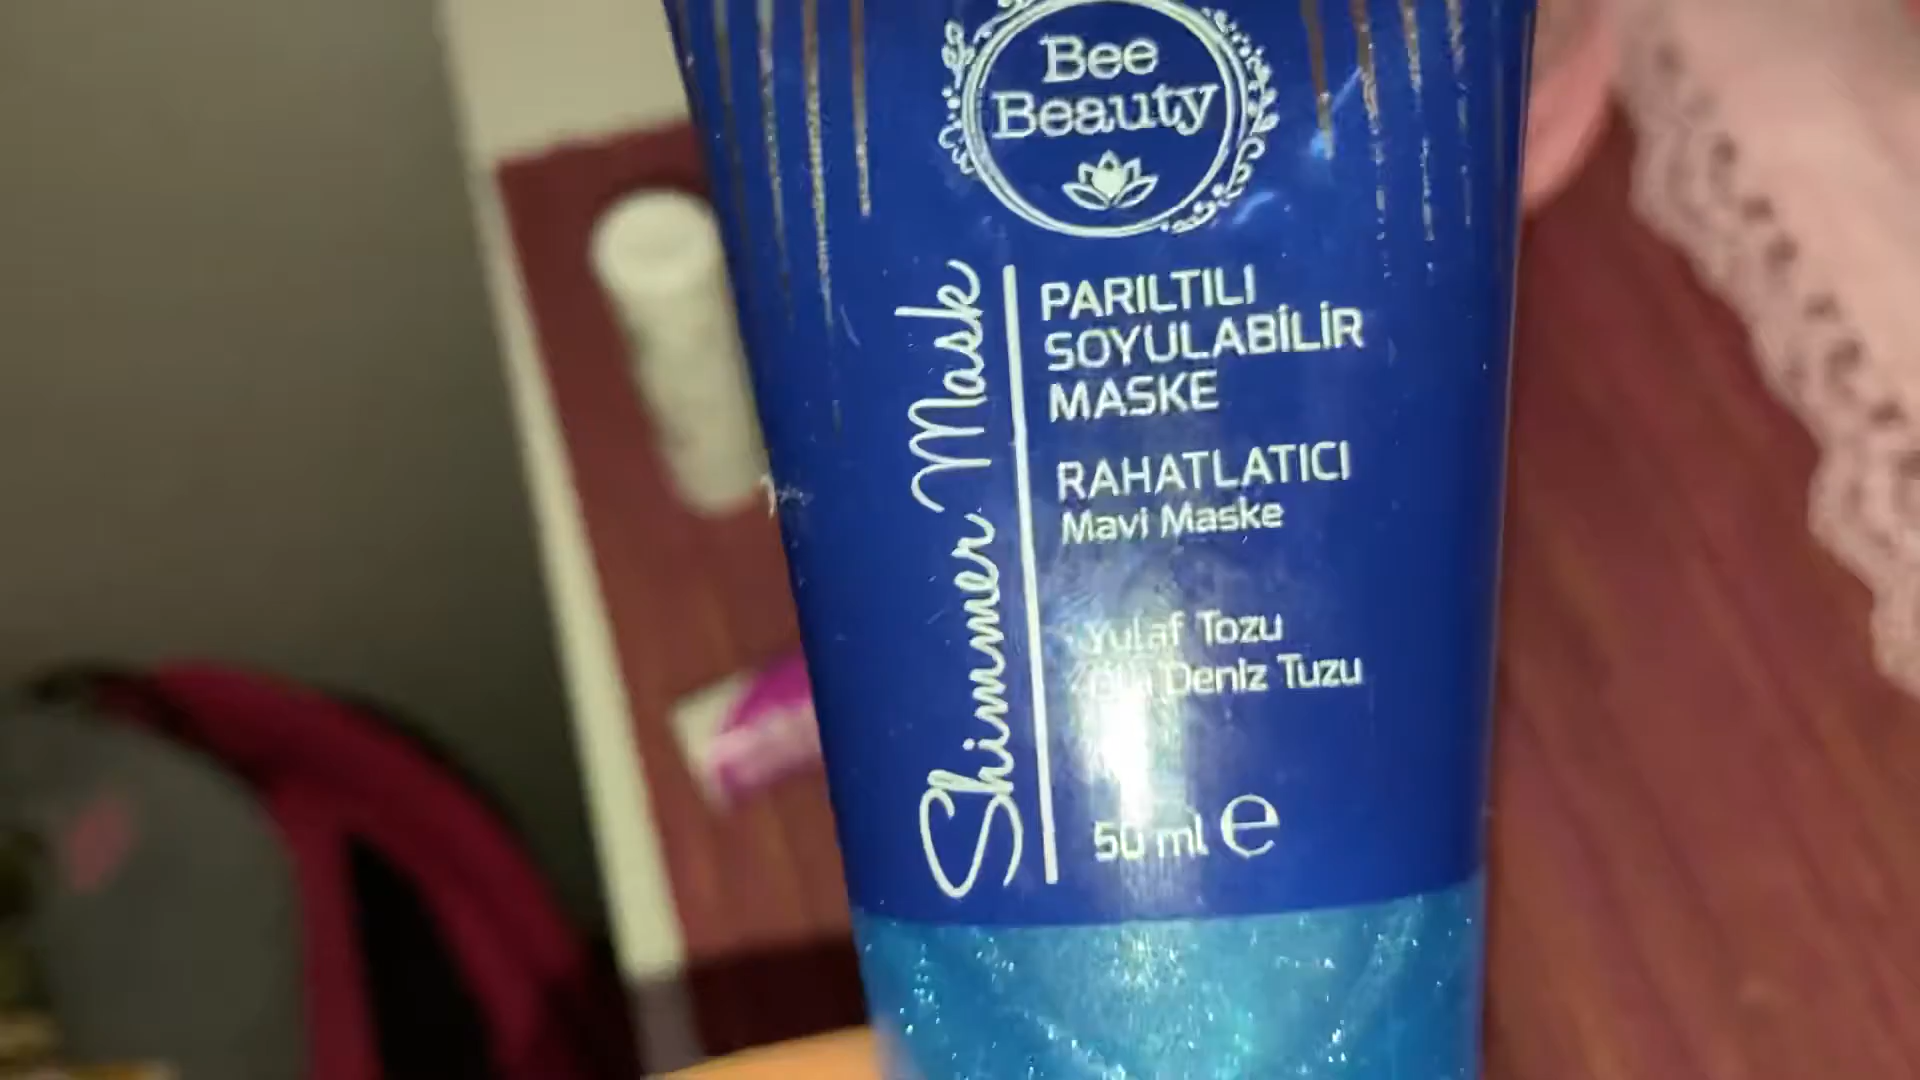 Bee
Beauty
Shimmer Mask
PARILTILI
SOYULABİLİR
MASKE
RAHATLATICI
Mavi Maske
Yulaf Tozu
Deniz Tuzu
50 ml e